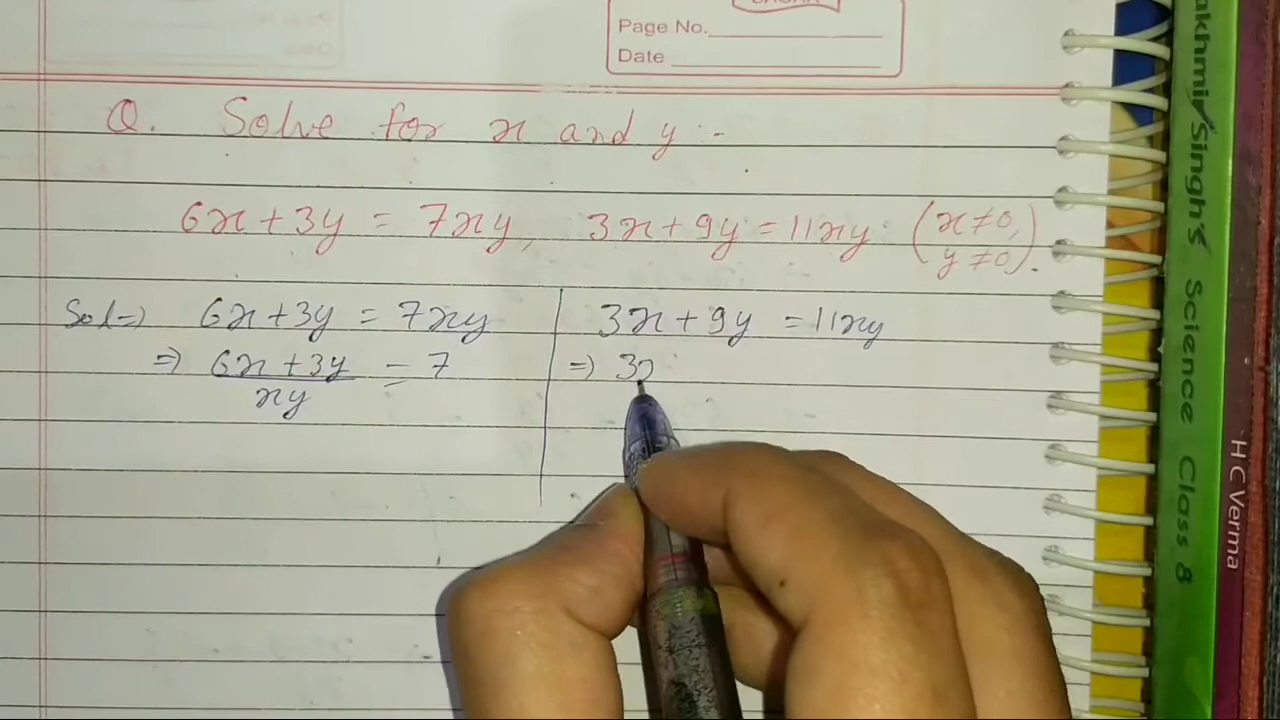 Page No.
Date
Q. Solve for x and y :-
6x + 3y = 7xy, 3x + 9y = 11xy (x ≠ 0, y ≠ 0).
Sol ⇒ 6x + 3y = 7xy
⇒ 6x + 3y / xy = 7
3x + 9y = 11xy
⇒ 3x
akhmir Singh's Science Class 8
H C Verma